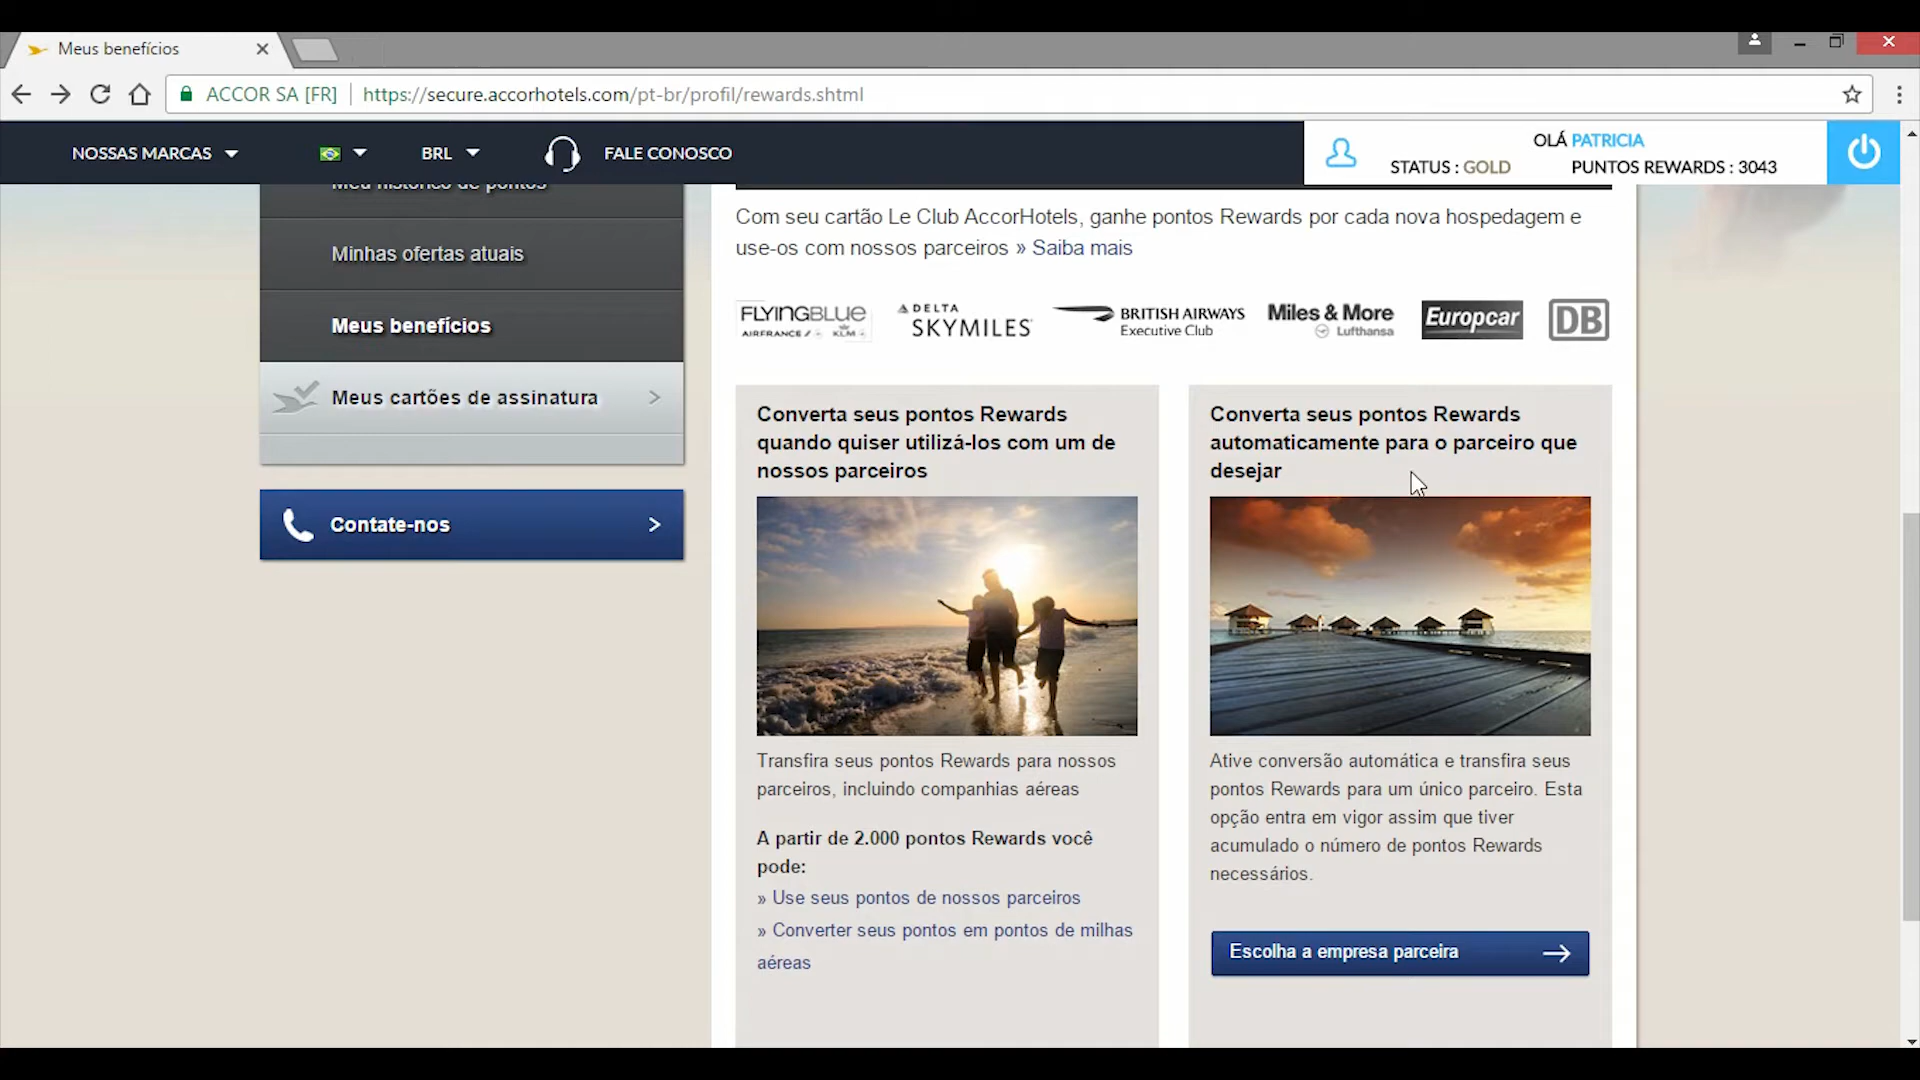 Meus benefícios
ACCOR SA [FR]
https://secure.accorhotels.com/pt-br/profil/rewards.shtml
NOSSAS MARCAS
BRL
FALE CONOSCO
OLÁ PATRICIA
STATUS : GOLD
PUNTOS REWARDS : 3043
Meu histórico de pontos
Minhas ofertas atuais
Meus benefícios
Meus cartões de assinatura
Contate-nos
Com seu cartão Le Club AccorHotels, ganhe pontos Rewards por cada nova hospedagem e
use-os com nossos parceiros » Saiba mais
FLYINGBLUE
AIRFRANCE KLM
DELTA
SKYMILES
BRITISH AIRWAYS
Executive Club
Miles & More
Lufthansa
Europcar
DB
Converta seus pontos Rewards
quando quiser utilizá-los com um de
nossos parceiros
Transfira seus pontos Rewards para nossos
parceiros, incluindo companhias aéreas
A partir de 2.000 pontos Rewards você
pode:
» Use seus pontos de nossos parceiros
» Converter seus pontos em pontos de milhas
aéreas
Converta seus pontos Rewards
automaticamente para o parceiro que
desejar
Ative conversão automática e transfira seus
pontos Rewards para um único parceiro. Esta
opção entra em vigor assim que tiver
acumulado o número de pontos Rewards
necessários.
Escolha a empresa parceira